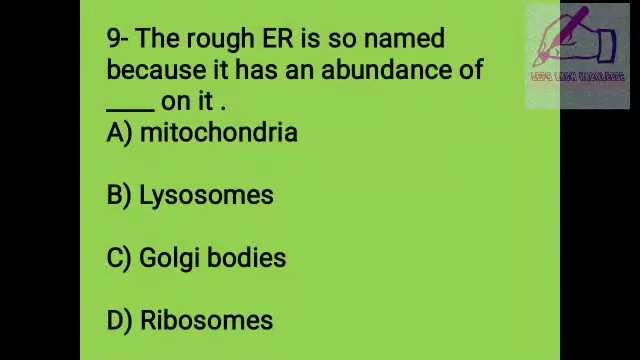 9- The rough ER is so named
because it has an abundance of
____ on it .
A) mitochondria
B) Lysosomes
C) Golgi bodies
D) Ribosomes